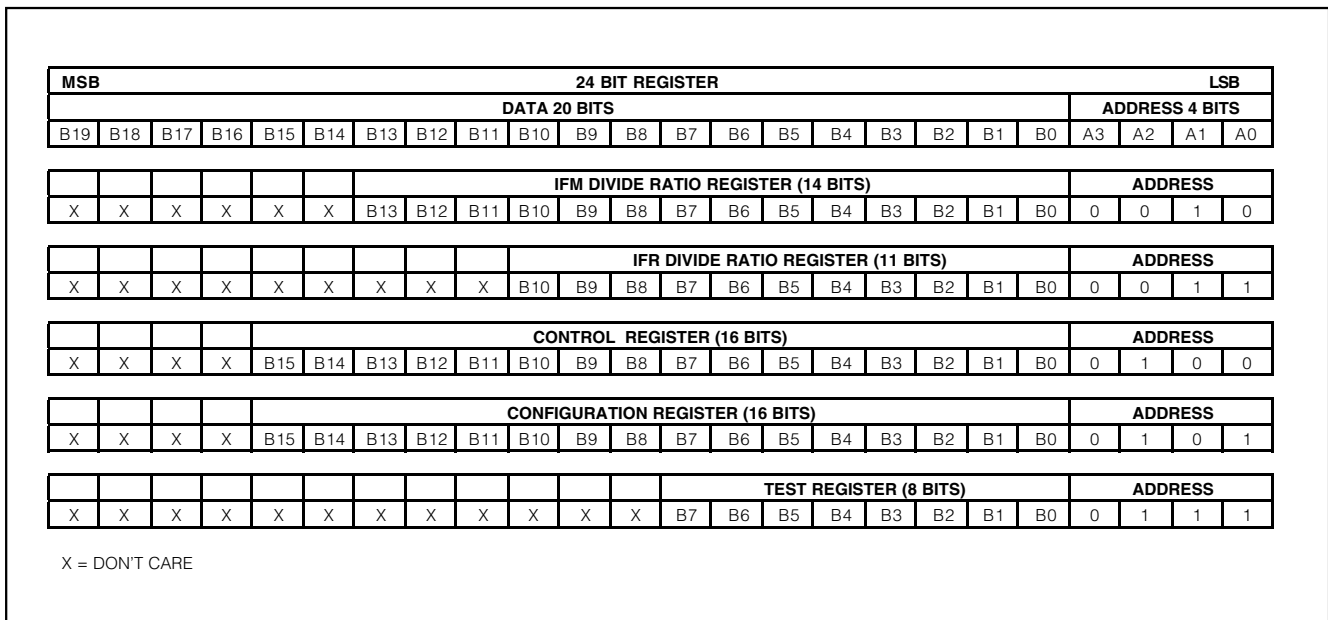 MSB 24 BIT REGISTER LSB
DATA 20 BITS ADDRESS 4 BITS
B19 B18 B17 B16 B15 B14 B13 B12 B11 B10 B9 B8 B7 B6 B5 B4 B3 B2 B1 B0 A3 A2 A1 A0
IFM DIVIDE RATIO REGISTER (14 BITS) ADDRESS
X X X X X X B13 B12 B11 B10 B9 B8 B7 B6 B5 B4 B3 B2 B1 B0 0 0 1 0
IFR DIVIDE RATIO REGISTER (11 BITS) ADDRESS
X X X X X X X X X B10 B9 B8 B7 B6 B5 B4 B3 B2 B1 B0 0 0 1 1
CONTROL REGISTER (16 BITS) ADDRESS
X X X X B15 B14 B13 B12 B11 B10 B9 B8 B7 B6 B5 B4 B3 B2 B1 B0 0 1 0 0
CONFIGURATION REGISTER (16 BITS) ADDRESS
X X X X B15 B14 B13 B12 B11 B10 B9 B8 B7 B6 B5 B4 B3 B2 B1 B0 0 1 0 1
TEST REGISTER (8 BITS) ADDRESS
X X X X X X X X X X X X B7 B6 B5 B4 B3 B2 B1 B0 0 1 1 1
X = DON'T CARE